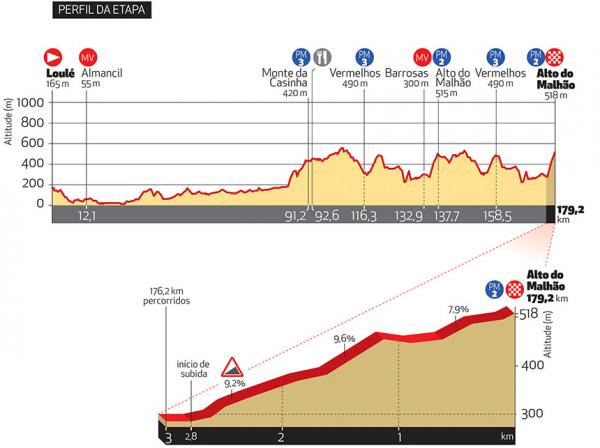 PERFIL DA ETAPA
MV
PM 3
PM 3
MV
PM 2
PM 3
PM 2
Loulé
165 m
Almancil
55 m
Monte da Casinha
420 m
Vermelhos
490 m
Barrosas
300 m
Alto do Malhão
515 m
Vermelhos
490 m
Alto do Malhão
518 m
Altitude (m)
1000
800
600
400
200
0
12,1
91,2
92,6
116,3
132,9
137,7
158,5
179,2 km
PM 2
Alto do Malhão
179,2 km
176,2 km percorridos
início de subida
9.2%
9.6%
7.9%
518
400
300
Altitude (m)
3
2,8
2
1
km